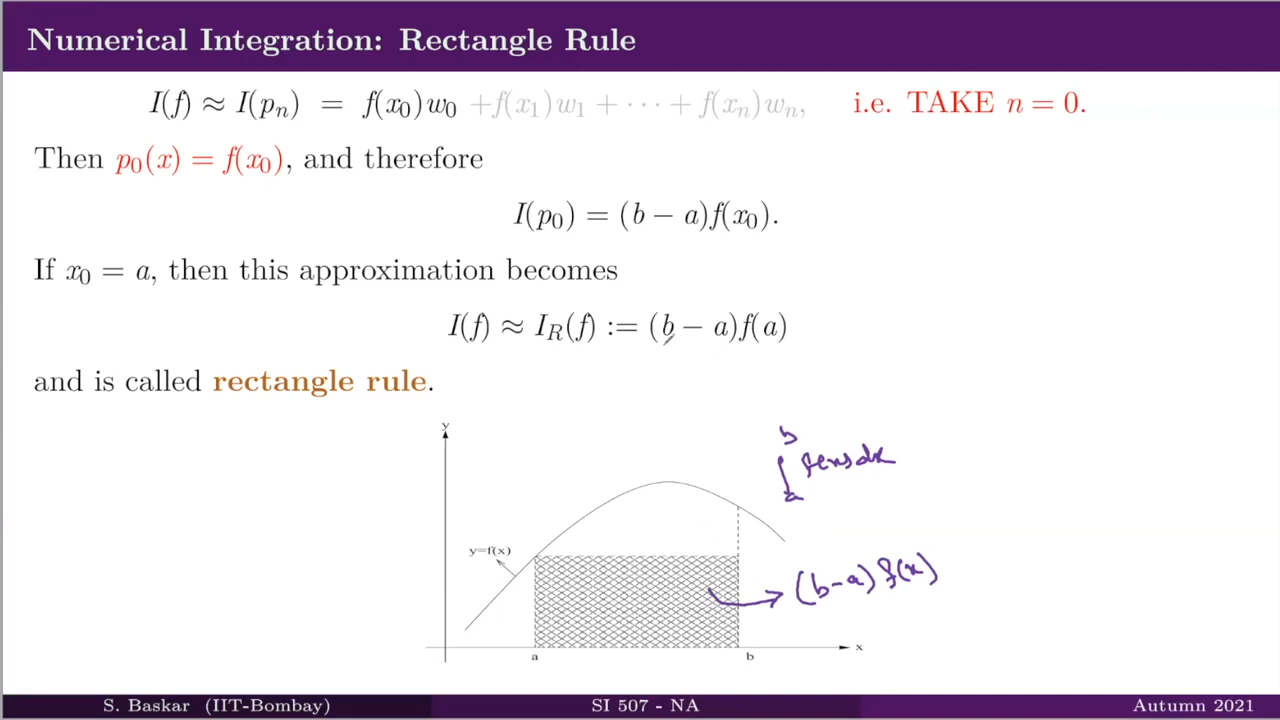 Numerical Integration: Rectangle Rule
I(f) ≈ I(pₙ) = f(x₀)w₀ +f(x₁)w₁ + ⋯ + f(xₙ)wₙ, i.e. TAKE n = 0.
Then p₀(x) = f(x₀), and therefore
I(p₀) = (b − a)f(x₀).
If x₀ = a, then this approximation becomes
I(f) ≈ I_R(f) := (b − a)f(a)
and is called rectangle rule.
y
b
∫ f(x)dx
a
y=f(x)
(b-a) f(x)
x
a b
S. Baskar (IIT-Bombay) SI 507 - NA Autumn 2021